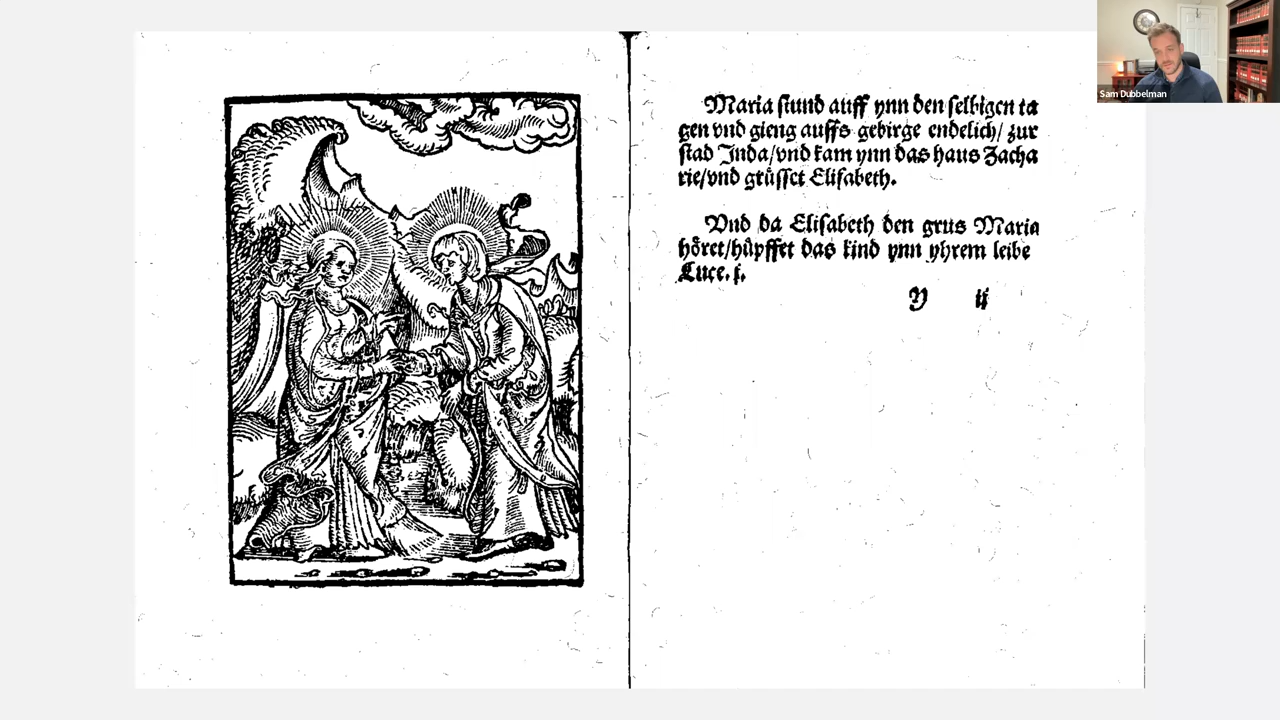 Maria stund auff ynn den selbigen ta
gen vnd gieng auffs gebirge endelich/ zur
stad Juda/vnd kam ynn das haus Zacha
rie/vnd grüsset Elisabeth.
Vnd da Elisabeth den grus Maria
höret/hüpffet das kind ynn yhrem leibe
Luce. j.
Y ij
Sam Dubbelman